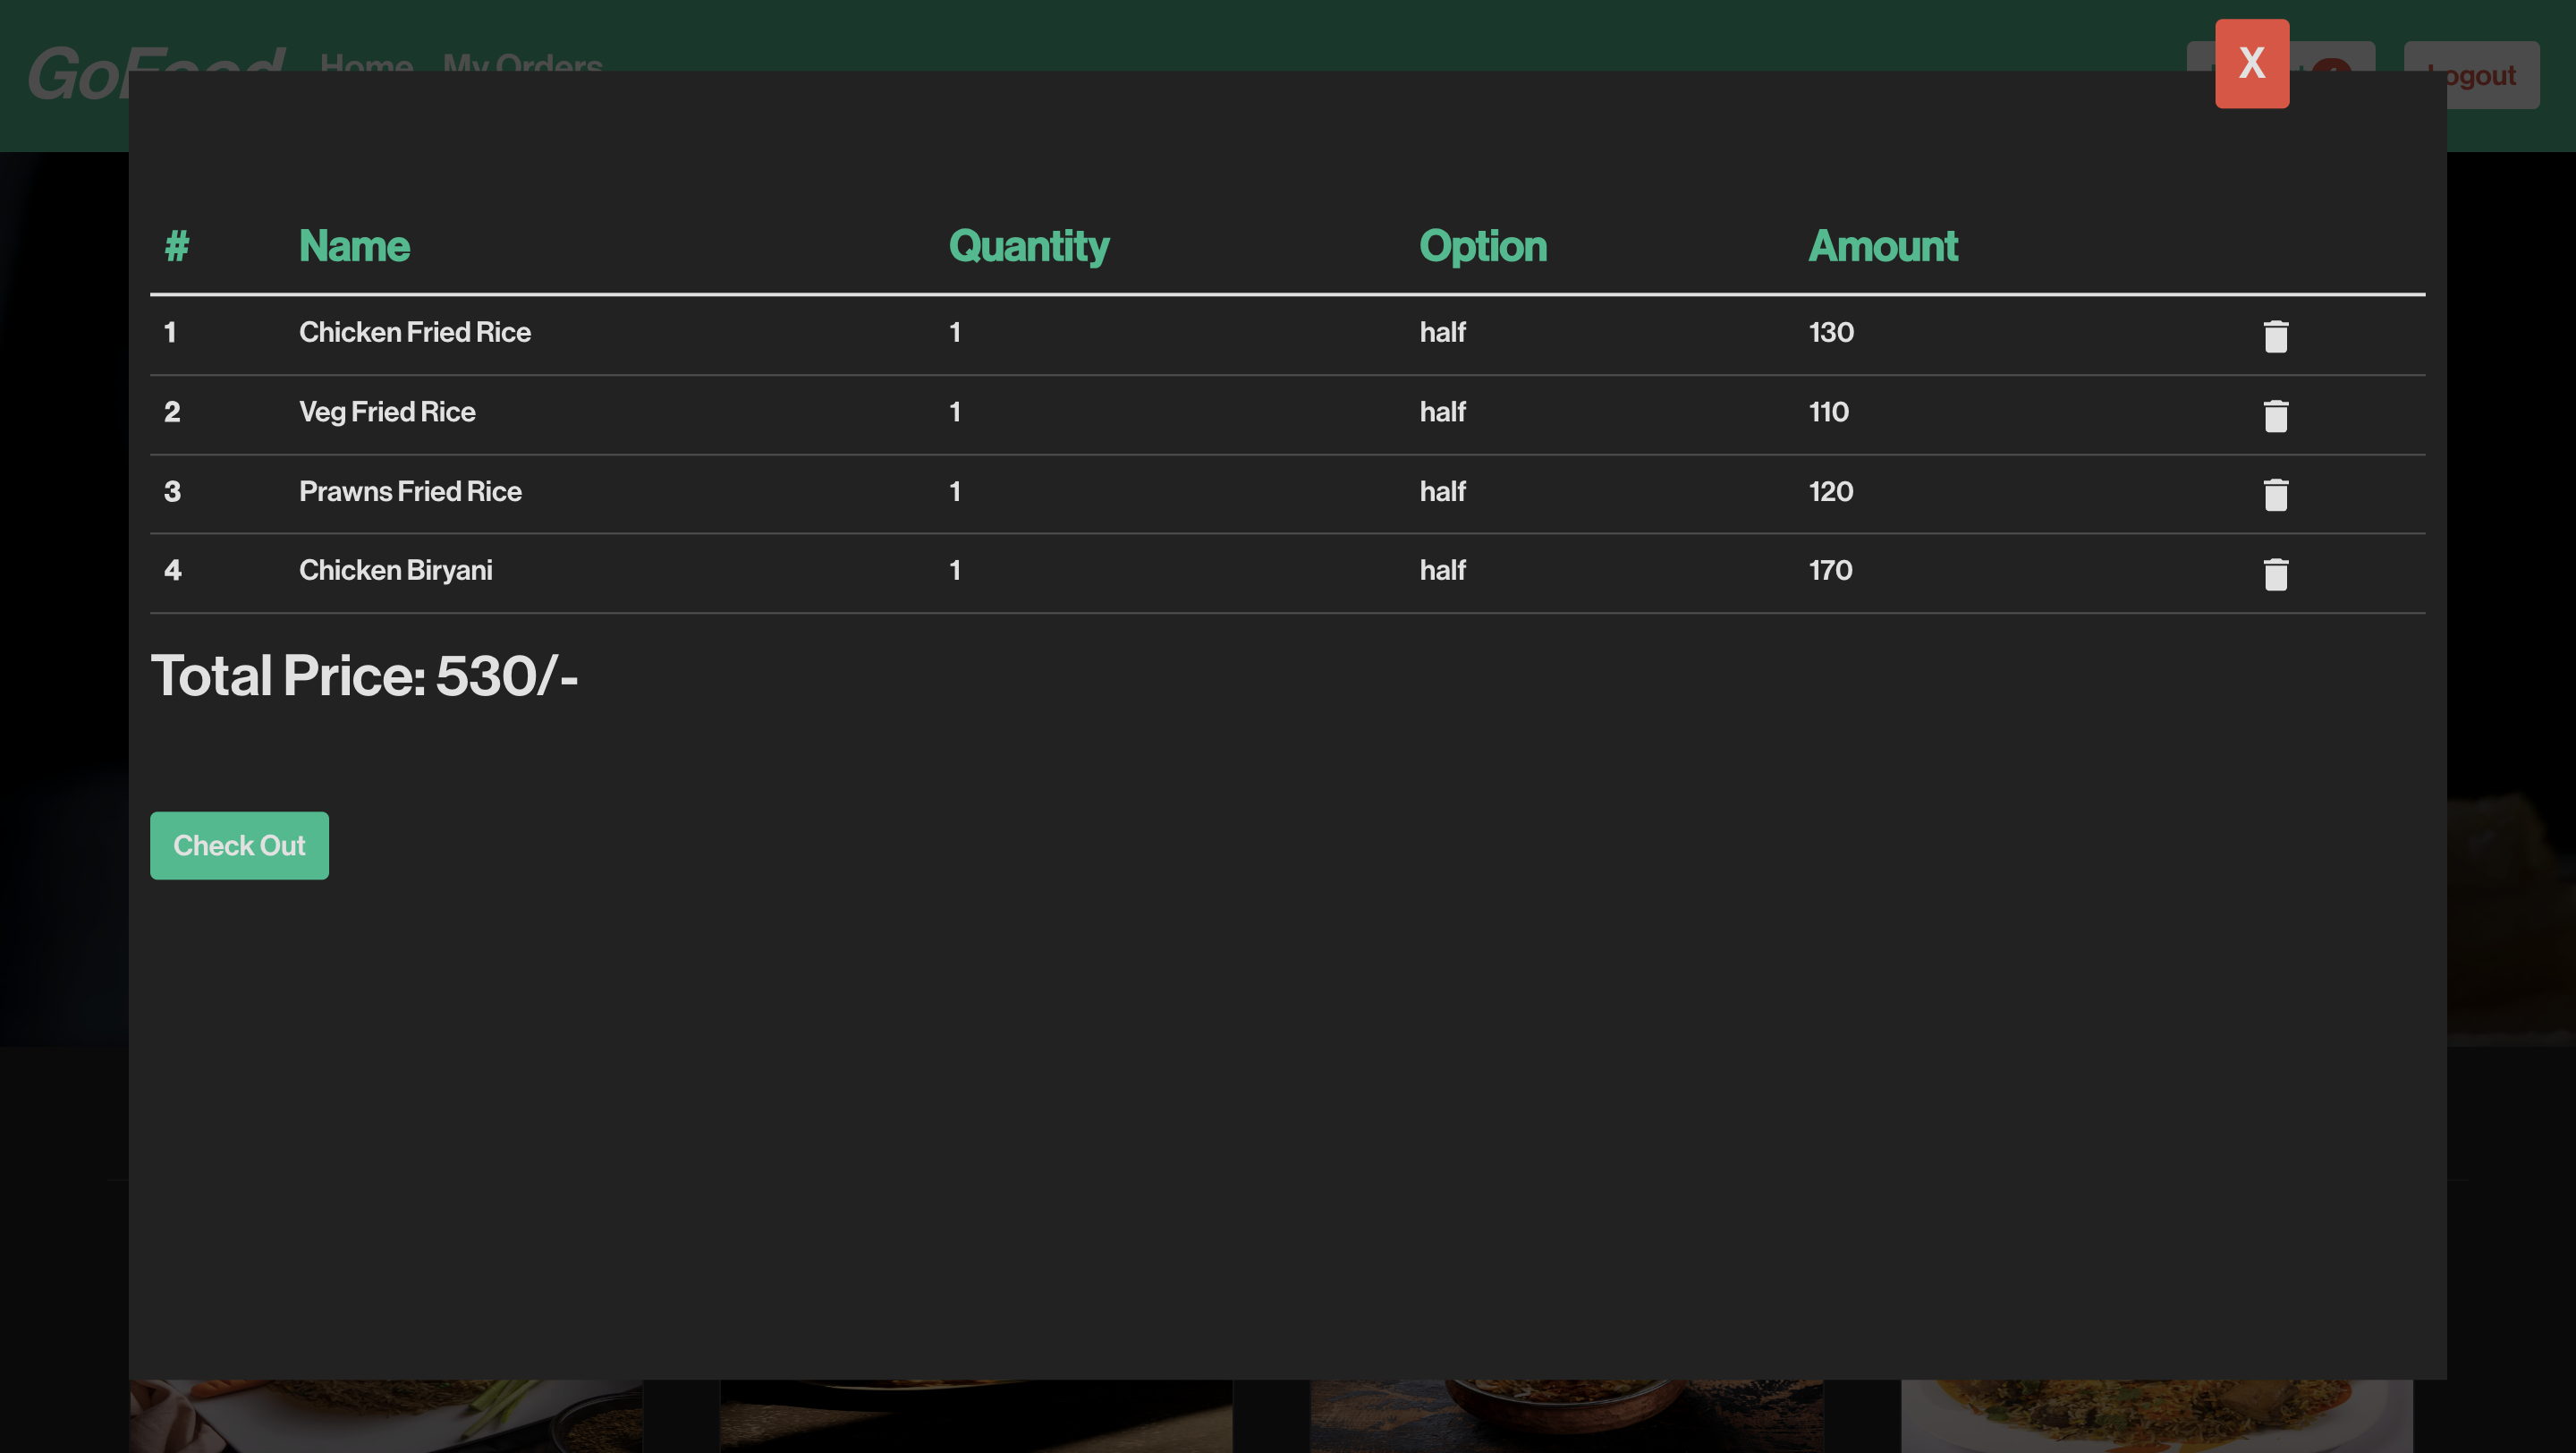 GoFood Home My Orders
X
Logout
# Name Quantity Option Amount
1 Chicken Fried Rice 1 half 130
2 Veg Fried Rice 1 half 110
3 Prawns Fried Rice 1 half 120
4 Chicken Biryani 1 half 170
Total Price: 530/-
Check Out